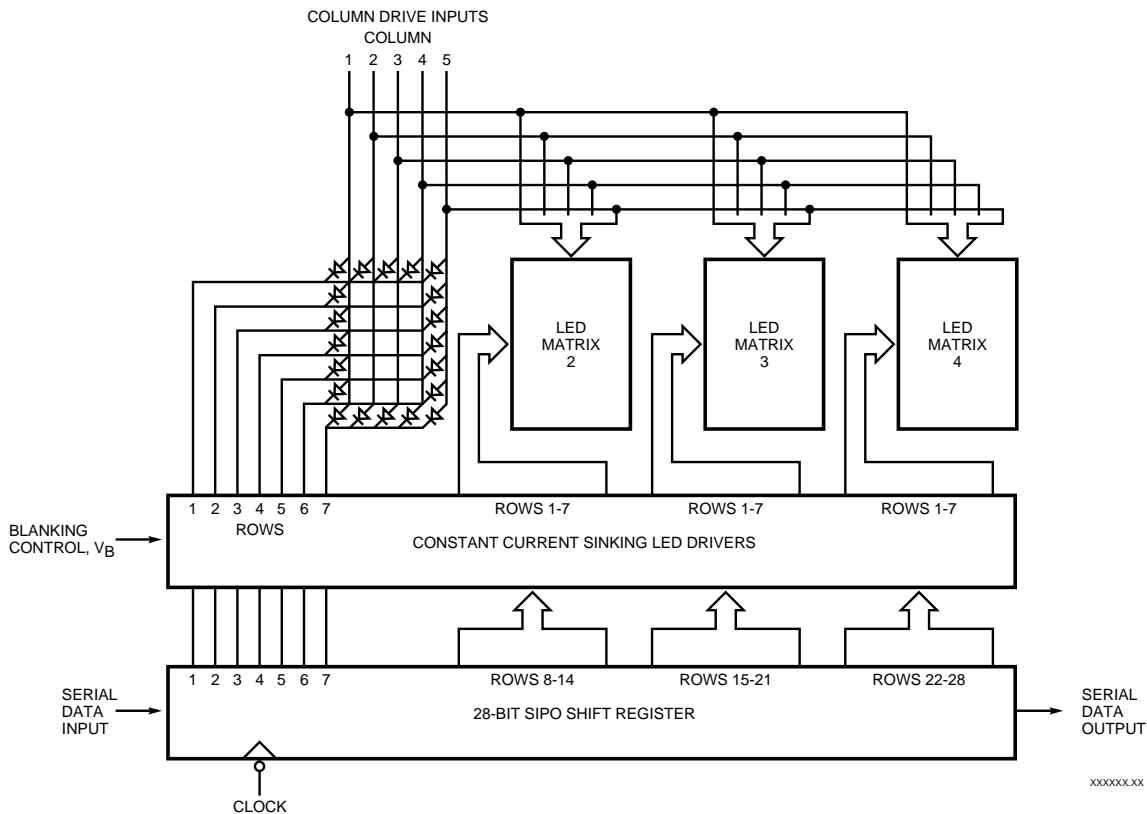 COLUMN DRIVE INPUTS
COLUMN
1 2 3 4 5
LED
MATRIX
2
LED
MATRIX
3
LED
MATRIX
4
1 2 3 4 5 6 7
ROWS
ROWS 1-7
ROWS 1-7
ROWS 1-7
BLANKING
CONTROL, VB
CONSTANT CURRENT SINKING LED DRIVERS
1 2 3 4 5 6 7
ROWS 8-14
ROWS 15-21
ROWS 22-28
SERIAL
DATA
INPUT
28-BIT SIPO SHIFT REGISTER
SERIAL
DATA
OUTPUT
CLOCK
xxxxxx.xx